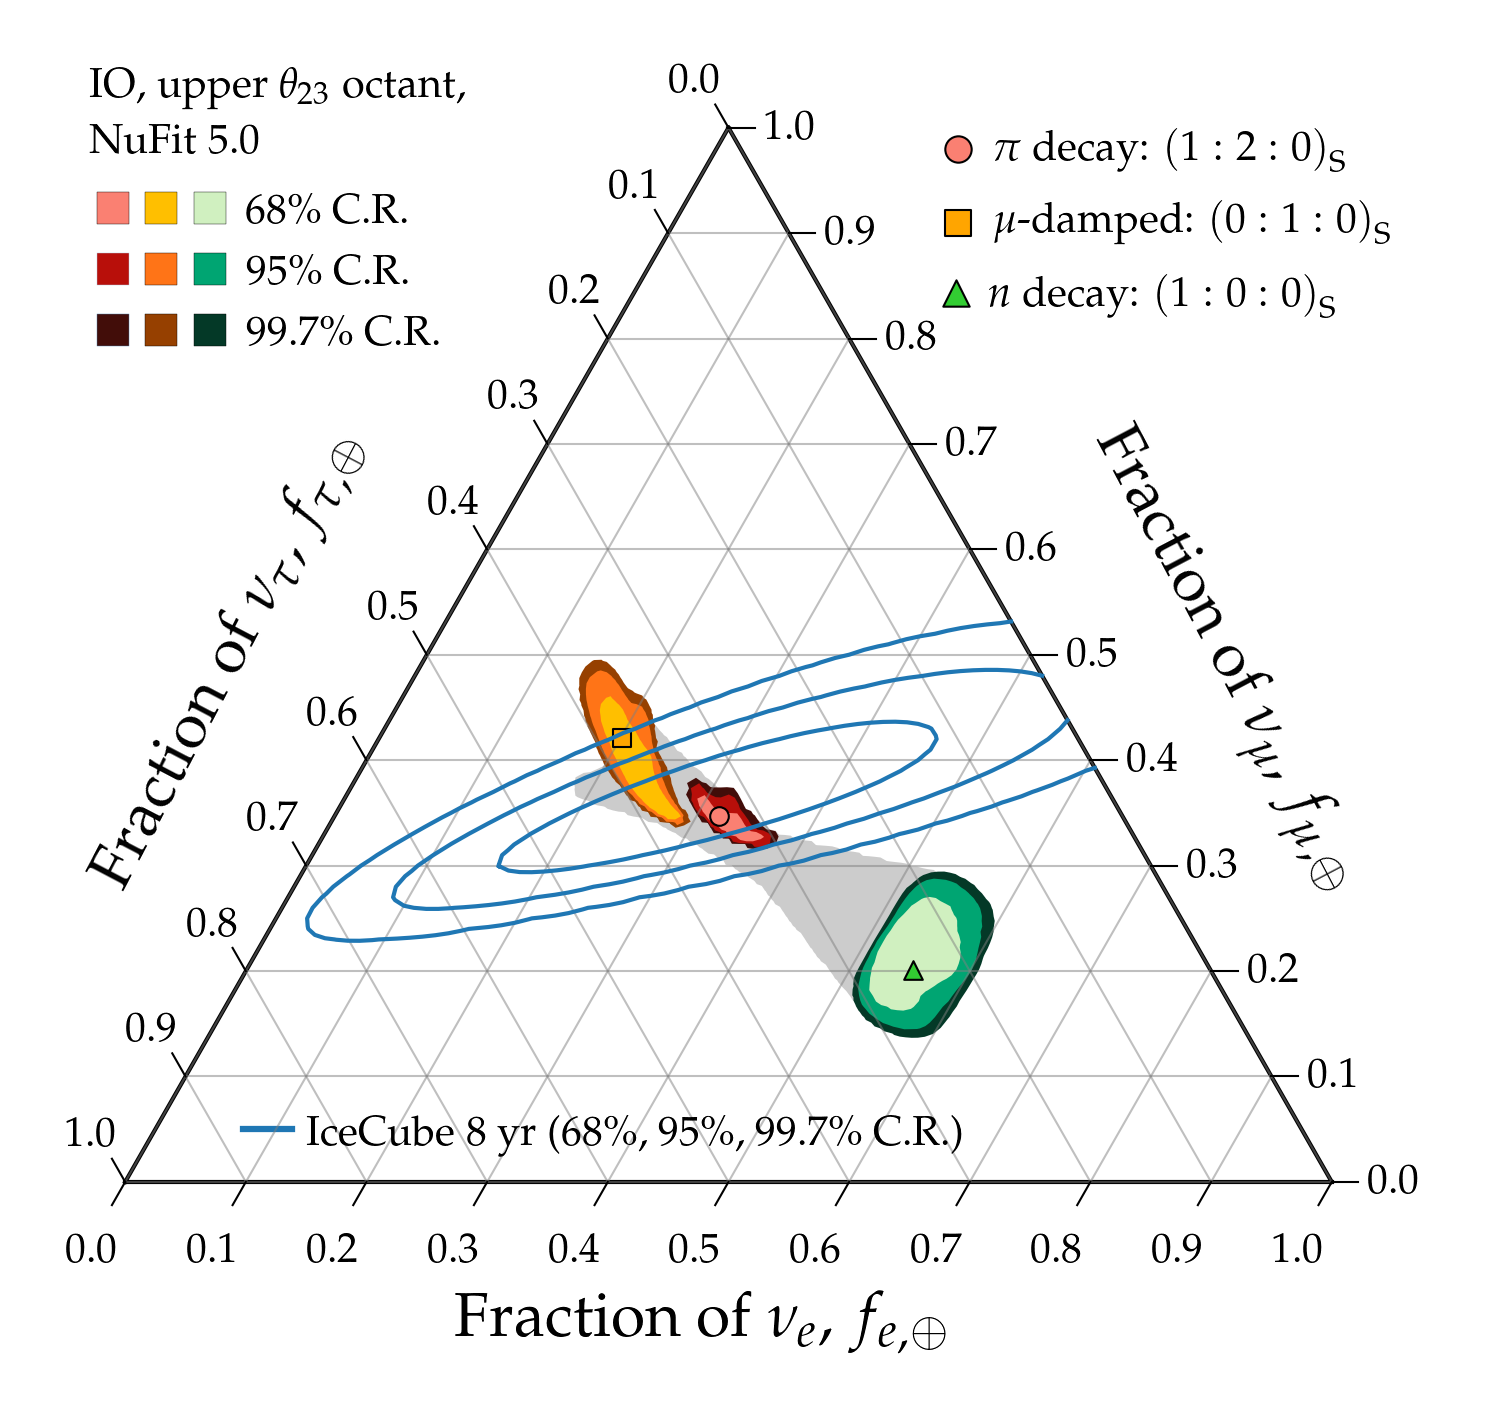 IO, upper θ23 octant,
NuFit 5.0
68% C.R.
95% C.R.
99.7% C.R.
π decay: (1 : 2 : 0)S
μ-damped: (0 : 1 : 0)S
n decay: (1 : 0 : 0)S
Fraction of ντ, fτ,⊕
0.0
0.1
0.2
0.3
0.4
0.5
0.6
0.7
0.8
0.9
1.0
Fraction of νμ, fμ,⊕
1.0
0.9
0.8
0.7
0.6
0.5
0.4
0.3
0.2
0.1
0.0
IceCube 8 yr (68%, 95%, 99.7% C.R.)
0.0 0.1 0.2 0.3 0.4 0.5 0.6 0.7 0.8 0.9 1.0
Fraction of νe, fe,⊕